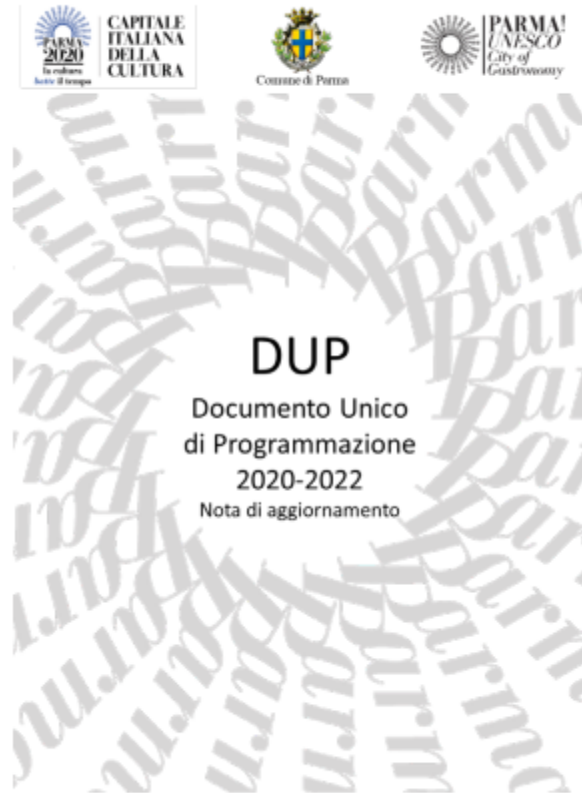 PARMA
2020
la cultura
batte il tempo
CAPITALE
ITALIANA
DELLA
CULTURA
Comune di Parma
PARMA!
UNESCO
City of
Gastronomy
DUP
Documento Unico
di Programmazione
2020-2022
Nota di aggiornamento
Parma